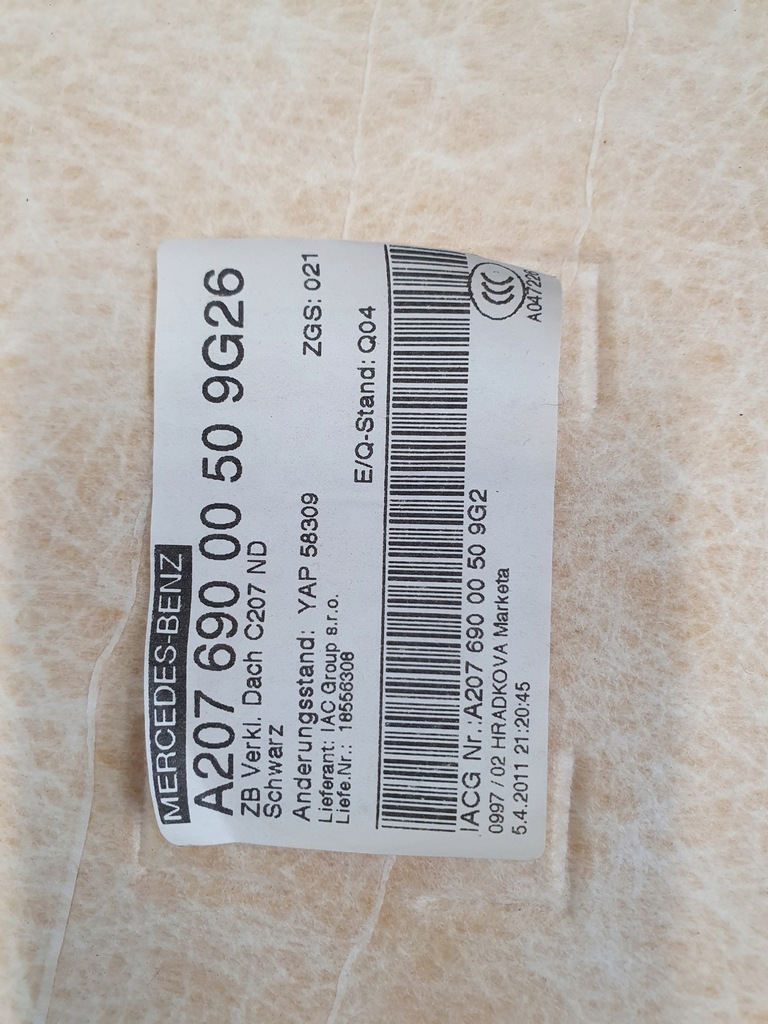 MERCEDES-BENZ
A207 690 00 50 9G26
ZB Verkl. Dach C207 ND
Schwarz
ZGS: 021
Anderungsstand: YAP 58309
Lieferant: IAC Group s.r.o.
Liefe.Nr.: 18556308
E/Q-Stand: Q04
IACG Nr.:A207 690 00 50 9G2
0997 / 02 HRADKOVA Marketa
5.4.2011 21:20:45
CCC